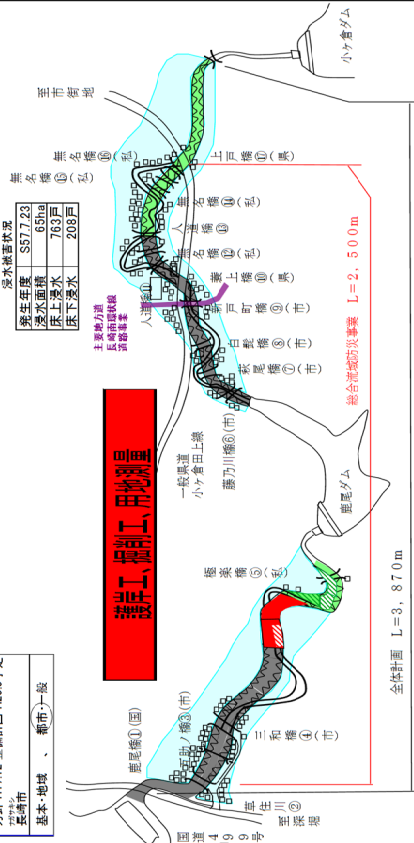 長崎市
基本・地域 、 都市・一般
浸水被害状況
発生年度 S57.7.23
浸水面積 65ha
床上浸水 763戸
床下浸水 208戸
護岸工、掘削工、用地測量
至市街地
小ヶ倉ダム
無名橋⑯(私)
無名橋⑮(私)
上戸橋⑰(県)
無名橋⑭(私)
人道橋⑬
無名橋⑫(私)
主要地方道
長崎南環状線
道路事業
人道橋⑪
蓑上橋⑩(県)
新戸町橋⑨(市)
白髭橋⑧(市)
萩尾橋⑦(市)
一般県道
小ヶ倉田上線
藤乃川橋⑥(市)
総合流域防災事業 L=2,500m
鹿尾ダム
極楽橋⑤(私)
全体計画 L=3,870m
鹿尾橋①(国)
三和橋④(市)
草住川②
至深堀
国道499号